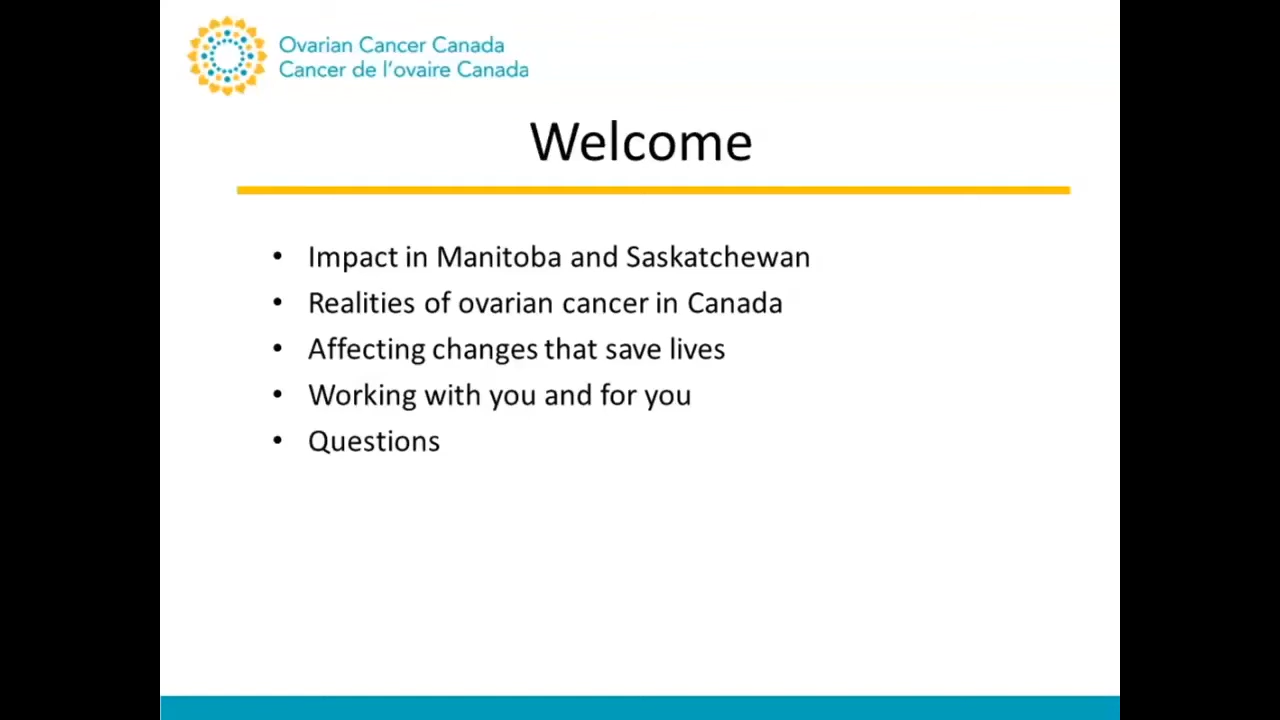 Ovarian Cancer Canada
Cancer de l'ovaire Canada
Welcome
• Impact in Manitoba and Saskatchewan
• Realities of ovarian cancer in Canada
• Affecting changes that save lives
• Working with you and for you
• Questions